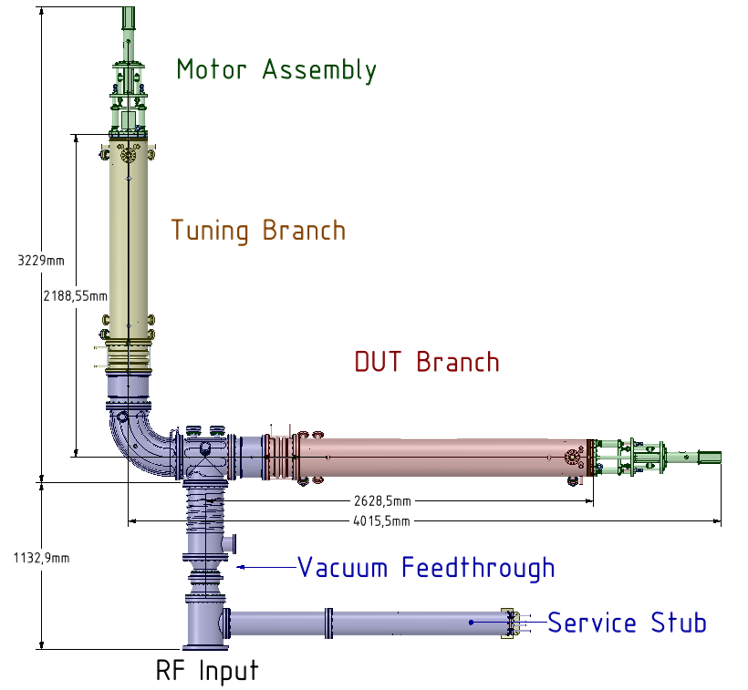 Motor Assembly
Tuning Branch
3229mm
2188,55mm
DUT Branch
2628,5mm
4015,5mm
1132,9mm
Vacuum Feedthrough
Service Stub
RF Input